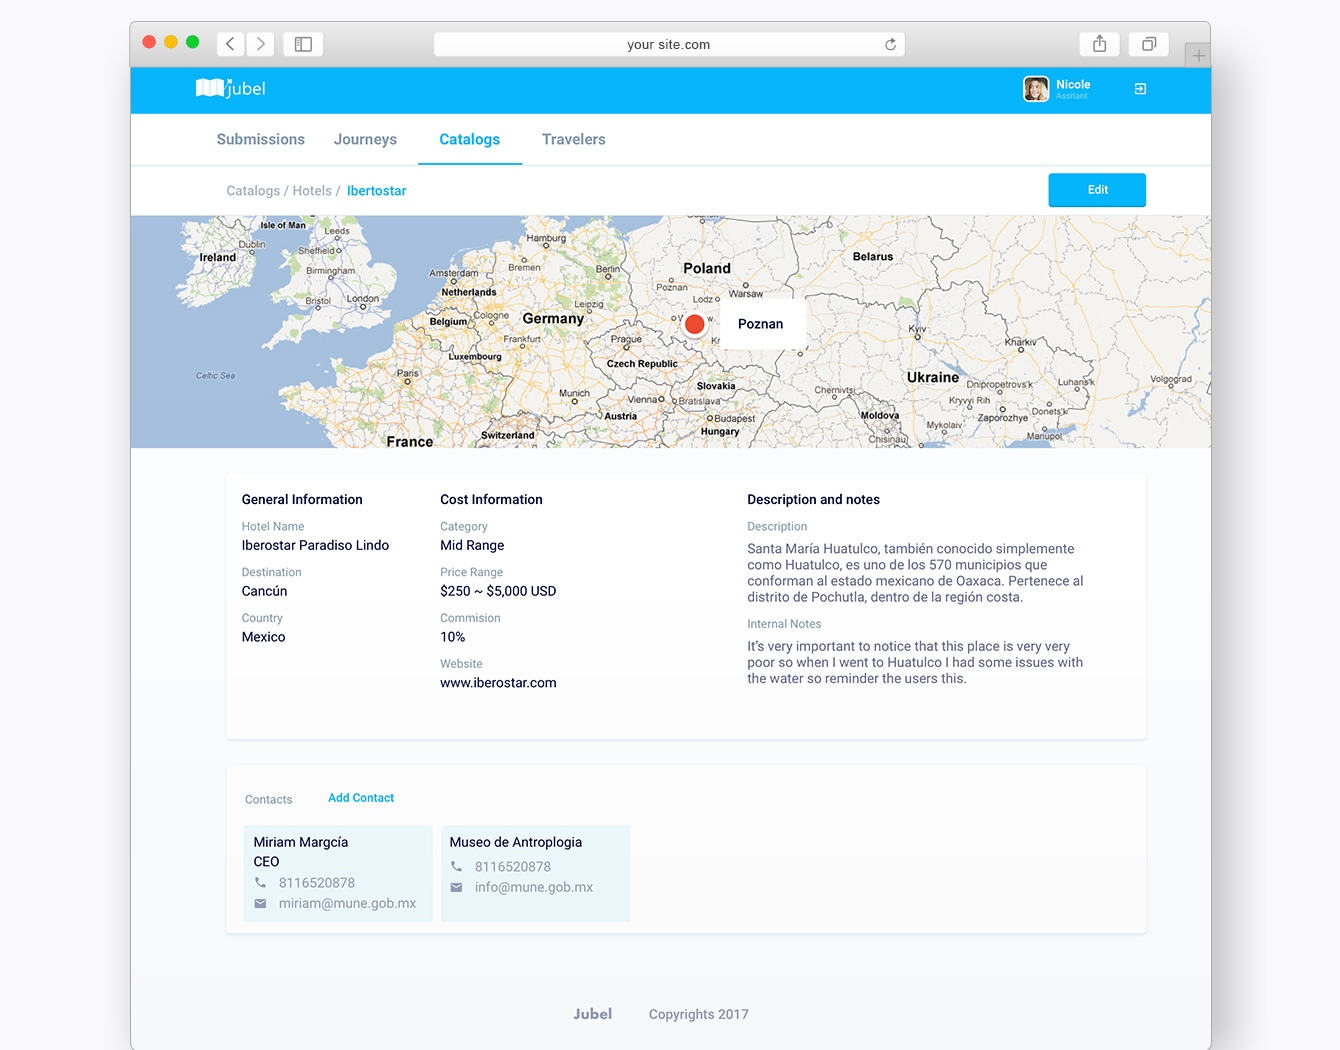 your site.com
jubel
Nicole
Assitant
Submissions Journeys Catalogs Travelers
Catalogs / Hotels / Ibertostar
Edit
Isle of Man
Leeds
Dublin
Sheffield
Ireland
Birmingham
Bristol
London
Celtic Sea
Hamburg
Bremen
Berlin
Amsterdam
Netherlands
Leipzig
Belgium
Cologne
Germany
Frankfurt
Luxembourg
Paris
Prague
Czech Republic
Munich
Vienna
Bratislava
Slovakia
Austria
Budapest
Hungary
France
Switzerland
Poland
Poznan
Warsaw
Lodz
Poznan
Belarus
Kyiv
Kharkiv
Ukraine
Chernivtsi
Dnipropetrovs'k
Luhans'k
Volgograd
Kryvyi Rih
Donets'k
Zaporozhye
Moldova
Mykolaiv
Chisinau
Mariupol
General Information
Hotel Name
Iberostar Paradiso Lindo
Destination
Cancún
Country
Mexico
Cost Information
Category
Mid Range
Price Range
$250 ~ $5,000 USD
Commision
10%
Website
www.iberostar.com
Description and notes
Description
Santa María Huatulco, también conocido simplemente
como Huatulco, es uno de los 570 municipios que
conforman al estado mexicano de Oaxaca. Pertenece al
distrito de Pochutla, dentro de la región costa.
Internal Notes
It's very important to notice that this place is very very
poor so when I went to Huatulco I had some issues with
the water so reminder the users this.
Contacts
Add Contact
Miriam Margcía
CEO
8116520878
miriam@mune.gob.mx
Museo de Antroplogia
8116520878
info@mune.gob.mx
Jubel Copyrights 2017